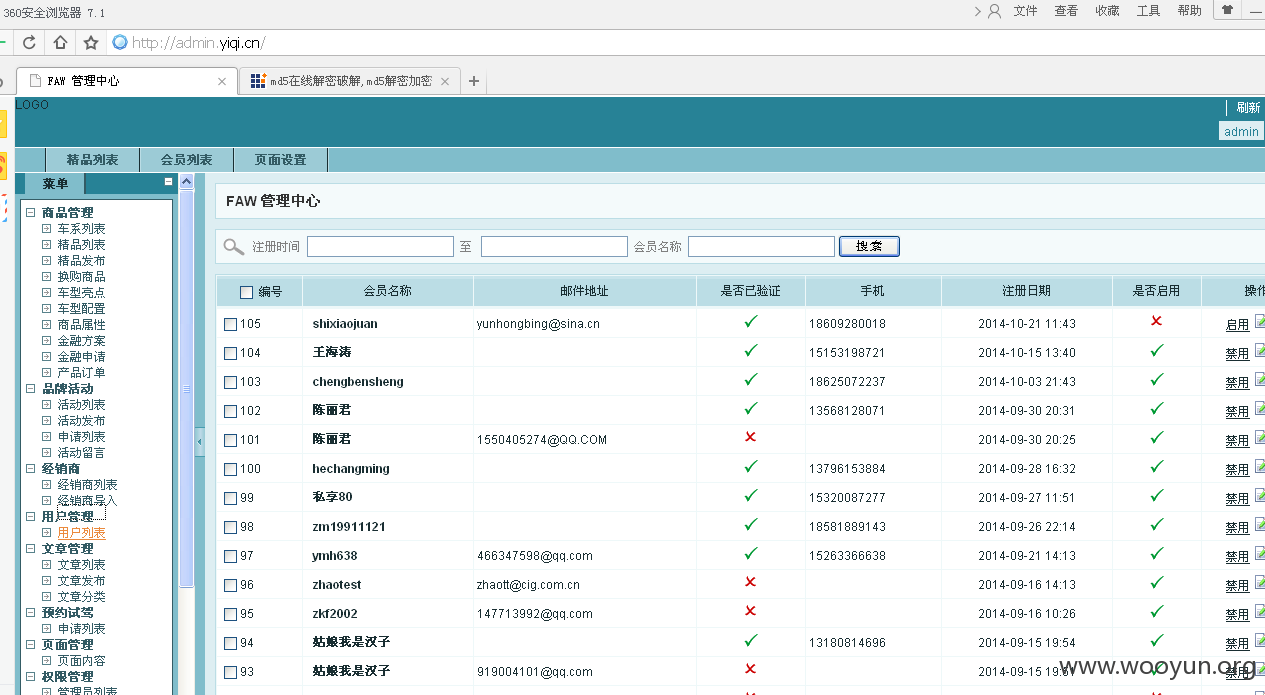 360安全浏览器 7.1
文件 查看 收藏 工具 帮助
http://admin.yiqi.cn/
FAW 管理中心
md5在线解密破解,md5解密加密
LOGO
刷新
admin
精品列表 会员列表 页面设置
菜单
商品管理
车系列表
精品列表
精品发布
换购商品
车型亮点
车型配置
商品属性
金融方案
金融申请
产品订单
品牌活动
活动列表
活动发布
申请列表
活动留言
经销商
经销商列表
经销商导入
用户管理
用户列表
文章管理
文章列表
文章发布
文章分类
预约试驾
申请列表
页面管理
页面内容
权限管理
管理员列表
FAW 管理中心
注册时间 至 会员名称 搜索
编号 会员名称 邮件地址 是否已验证 手机 注册日期 是否启用 操作
105 shixiaojuan yunhongbing@sina.cn 18609280018 2014-10-21 11:43 启用
104 王海涛 15153198721 2014-10-15 13:40 禁用
103 chengbensheng 18625072237 2014-10-03 21:43 禁用
102 陈丽君 13568128071 2014-09-30 20:31 禁用
101 陈丽君 1550405274@QQ.COM 2014-09-30 20:25 禁用
100 hechangming 13796153884 2014-09-28 16:32 禁用
99 私享80 15320087277 2014-09-27 11:51 禁用
98 zm19911121 18581889143 2014-09-26 22:14 禁用
97 ymh638 466347598@qq.com 15263366638 2014-09-21 14:13 禁用
96 zhaotest zhaott@cig.com.cn 2014-09-16 14:13 禁用
95 zkf2002 147713992@qq.com 2014-09-16 10:26 禁用
94 姑娘我是汉子 13180814696 2014-09-15 19:54 禁用
93 姑娘我是汉子 919004101@qq.com 2014-09-15 禁用
www.wooyun.org